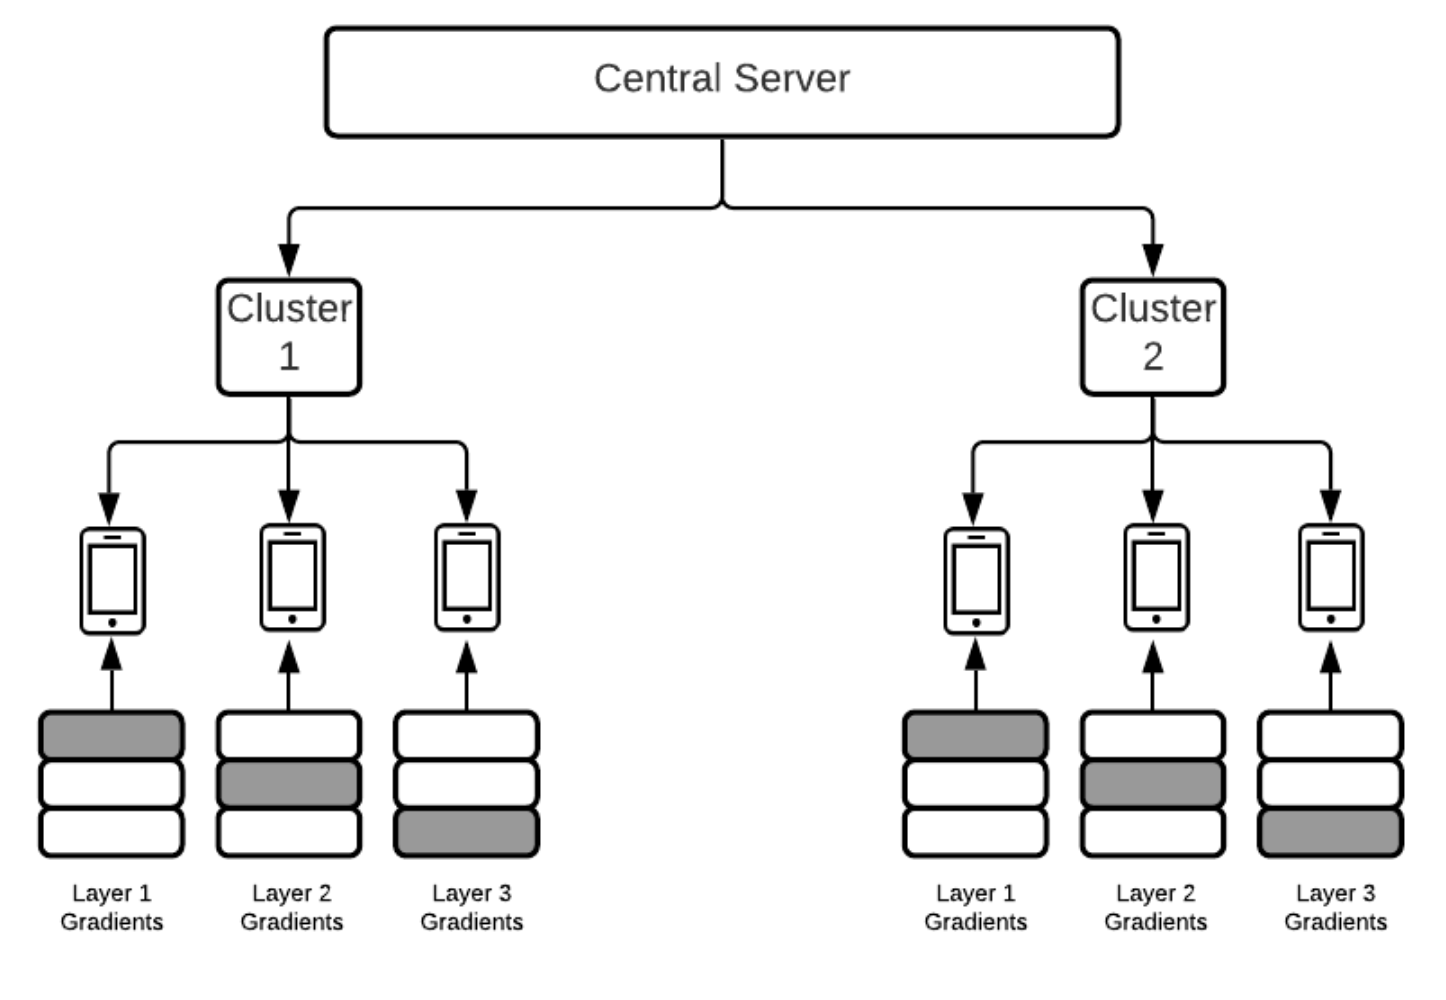 Central Server
Cluster
1
Cluster
2
Layer 1
Gradients
Layer 2
Gradients
Layer 3
Gradients
Layer 1
Gradients
Layer 2
Gradients
Layer 3
Gradients